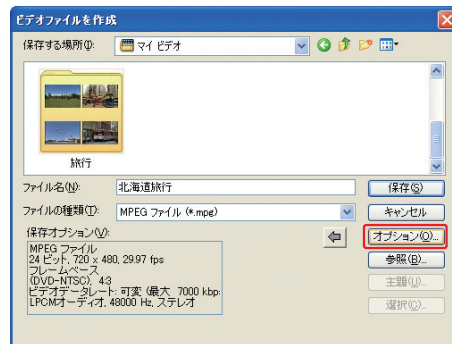 ビデオファイルを作成
保存する場所(I):
マイ ビデオ
旅行
ファイル名(N):
北海道旅行
保存(S)
ファイルの種類(T):
MPEG ファイル (*.mpg)
キャンセル
保存オプション(V):
オプション(O)...
MPEG ファイル
24 ビット, 720 x 480, 29.97 fps
フレームベース
(DVD-NTSC), 4:3
ビデオデータレート: 可変 (最大 7000 kbp:
LPCMオーディオ, 48000 Hz, ステレオ
参照(B)...
主題(U)...
選択(C)...